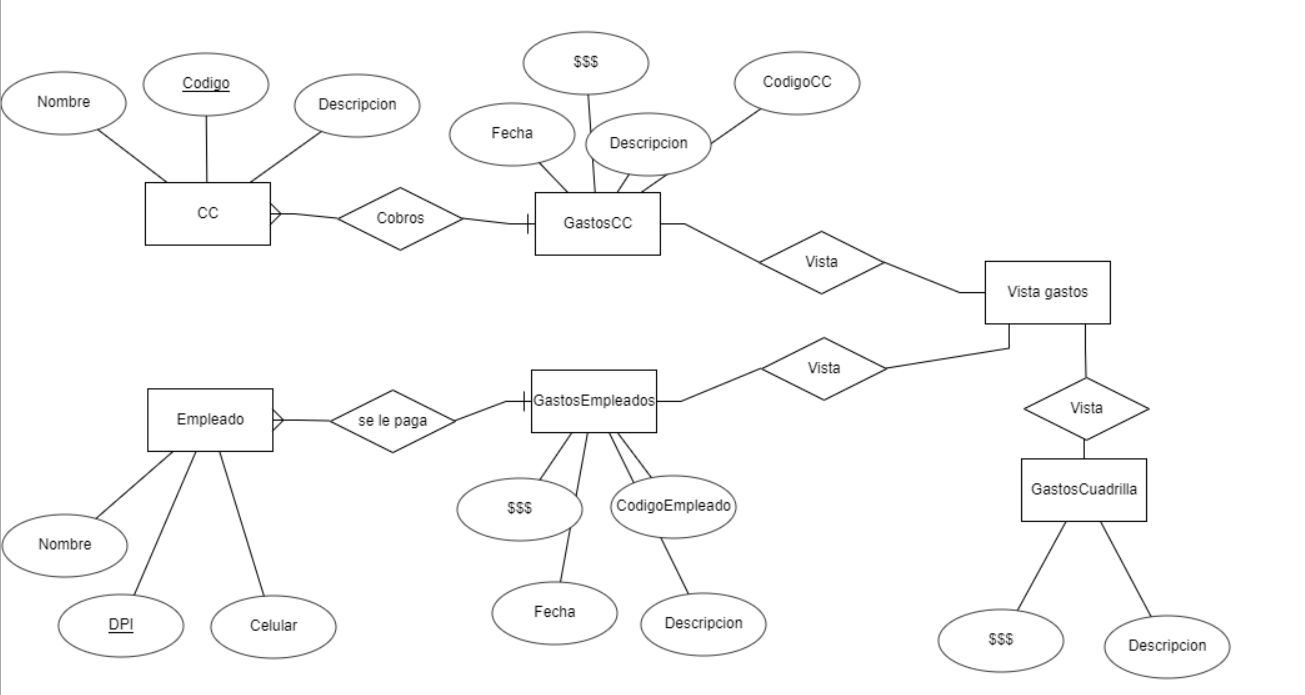 $$$
Codigo
CodigoCC
Nombre
Descripcion
Fecha
Descripcion
CC
Cobros
GastosCC
Vista
Vista gastos
Vista
GastosEmpleados
Empleado
se le paga
Vista
GastosCuadrilla
$$$
CodigoEmpleado
Nombre
Fecha
DPI
Celular
Descripcion
$$$
Descripcion